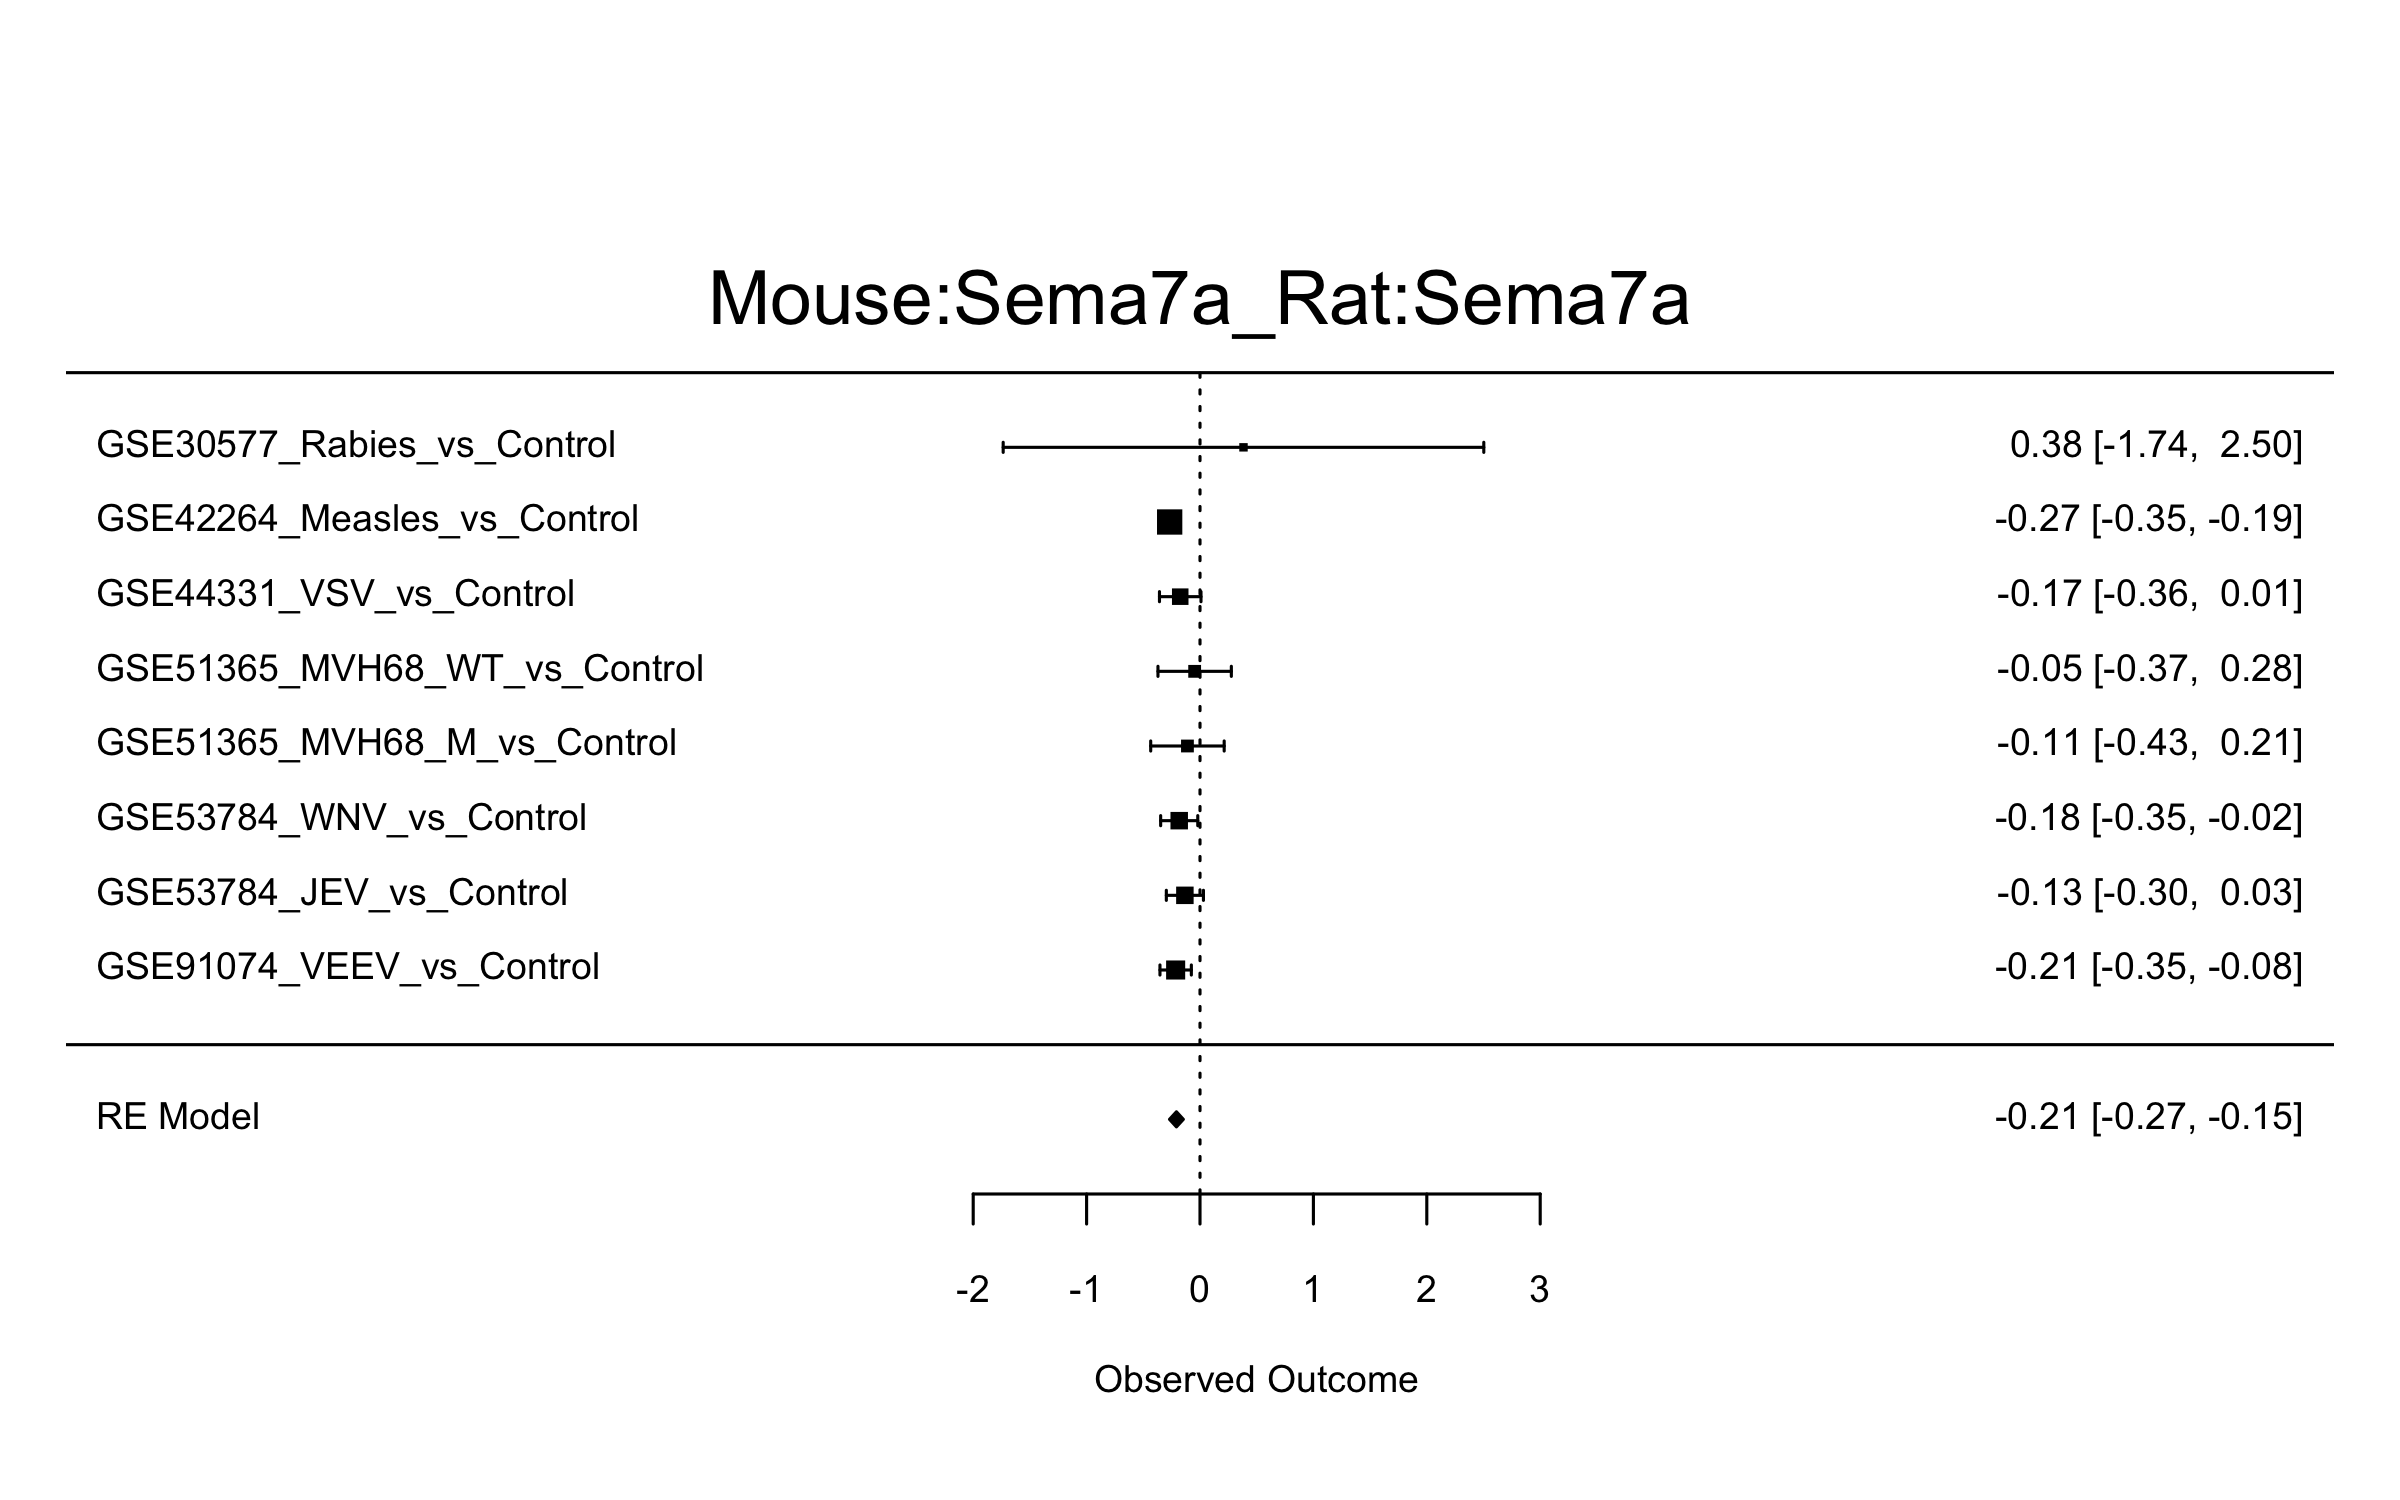 Mouse:Sema7a_Rat:Sema7a
GSE30577_Rabies_vs_Control 0.38 [-1.74, 2.50]
GSE42264_Measles_vs_Control -0.27 [-0.35, -0.19]
GSE44331_VSV_vs_Control -0.17 [-0.36, 0.01]
GSE51365_MVH68_WT_vs_Control -0.05 [-0.37, 0.28]
GSE51365_MVH68_M_vs_Control -0.11 [-0.43, 0.21]
GSE53784_WNV_vs_Control -0.18 [-0.35, -0.02]
GSE53784_JEV_vs_Control -0.13 [-0.30, 0.03]
GSE91074_VEEV_vs_Control -0.21 [-0.35, -0.08]
RE Model -0.21 [-0.27, -0.15]
-2 -1 0 1 2 3
Observed Outcome